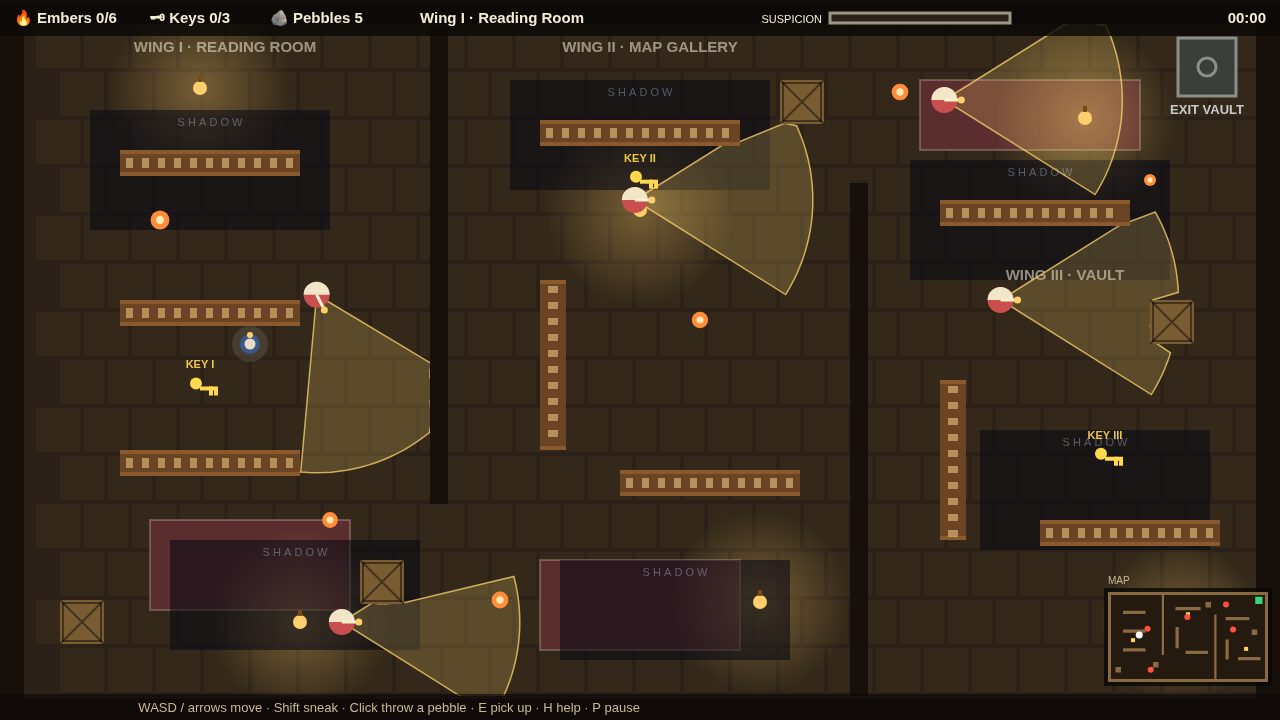 🔥 Embers 0/6 🗝 Keys 0/3 🪨 Pebbles 5 Wing I · Reading Room SUSPICION 00:00
WING I · READING ROOM
WING II · MAP GALLERY
SHADOW
SHADOW
EXIT VAULT
SHADOW
KEY II
SHADOW
WING III · VAULT
KEY I
KEY III
SHADOW
SHADOW
SHADOW
MAP
WASD / arrows move · Shift sneak · Click throw a pebble · E pick up · H help · P pause